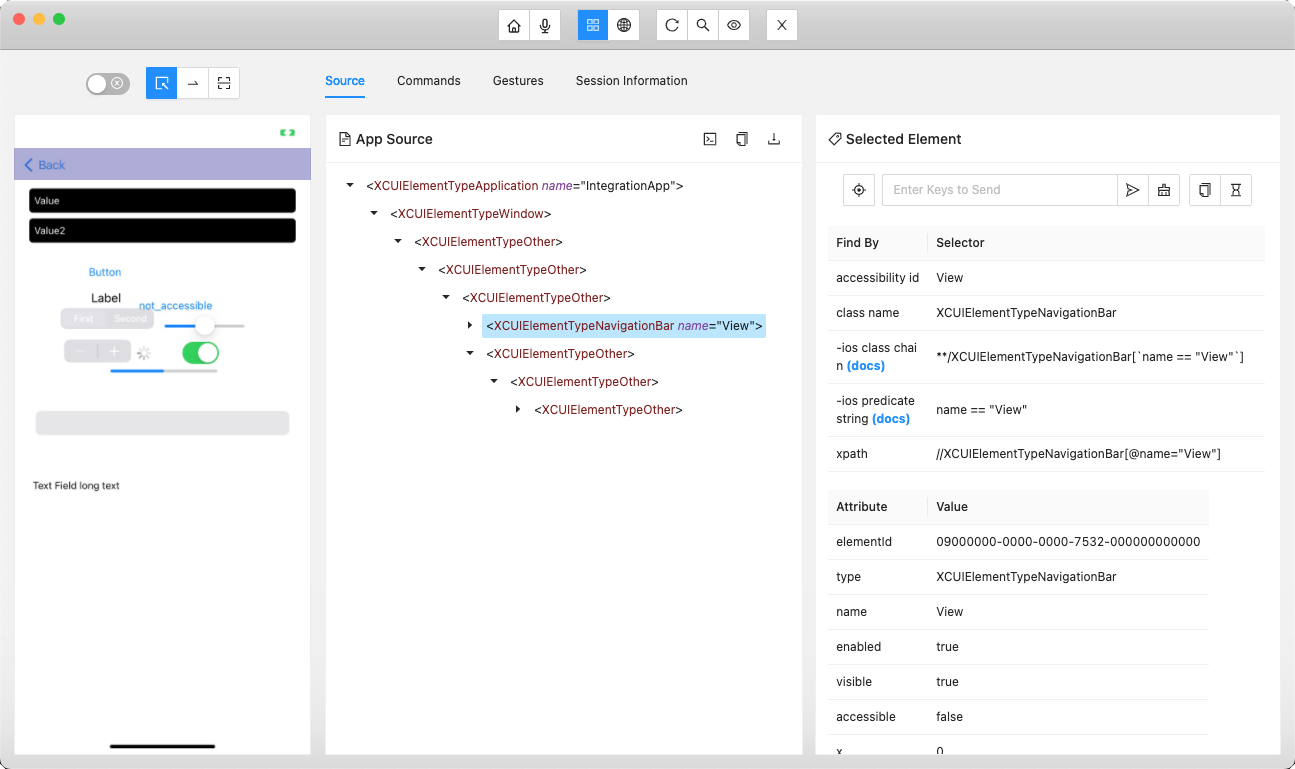 Source
Commands
Gestures
Session Information
Back
Value
Value2
Button
Label
not_accessible
First
Second
Text Field long text
App Source
<XCUIElementTypeApplication name="IntegrationApp">
<XCUIElementTypeWindow>
<XCUIElementTypeOther>
<XCUIElementTypeOther>
<XCUIElementTypeOther>
<XCUIElementTypeNavigationBar name="View">
<XCUIElementTypeOther>
<XCUIElementTypeOther>
<XCUIElementTypeOther>
Selected Element
Enter Keys to Send
Find By Selector
accessibility id View
class name XCUIElementTypeNavigationBar
-ios class chai
n (docs) **/XCUIElementTypeNavigationBar[`name == "View"`]
-ios predicate
string (docs) name == "View"
xpath //XCUIElementTypeNavigationBar[@name="View"]
Attribute Value
elementId 09000000-0000-0000-7532-000000000000
type XCUIElementTypeNavigationBar
name View
enabled true
visible true
accessible false
x 0